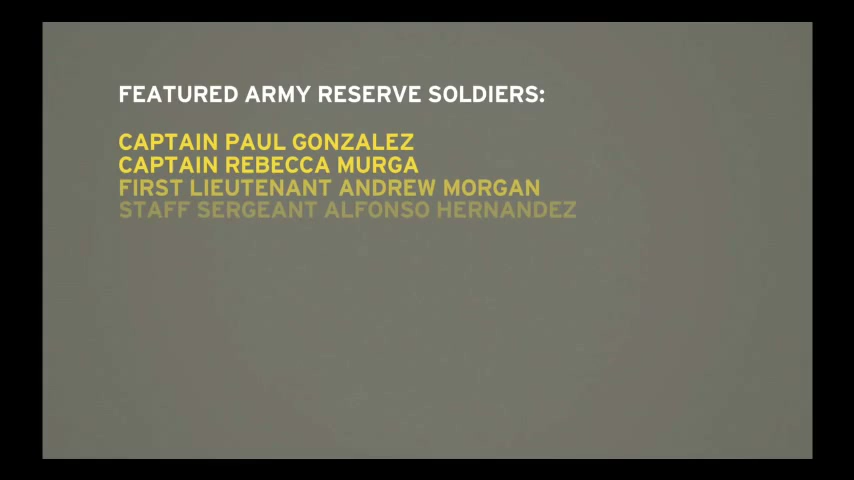 FEATURED ARMY RESERVE SOLDIERS:
CAPTAIN PAUL GONZALEZ
CAPTAIN REBECCA MURGA
FIRST LIEUTENANT ANDREW MORGAN
STAFF SERGEANT ALFONSO HERNANDEZ